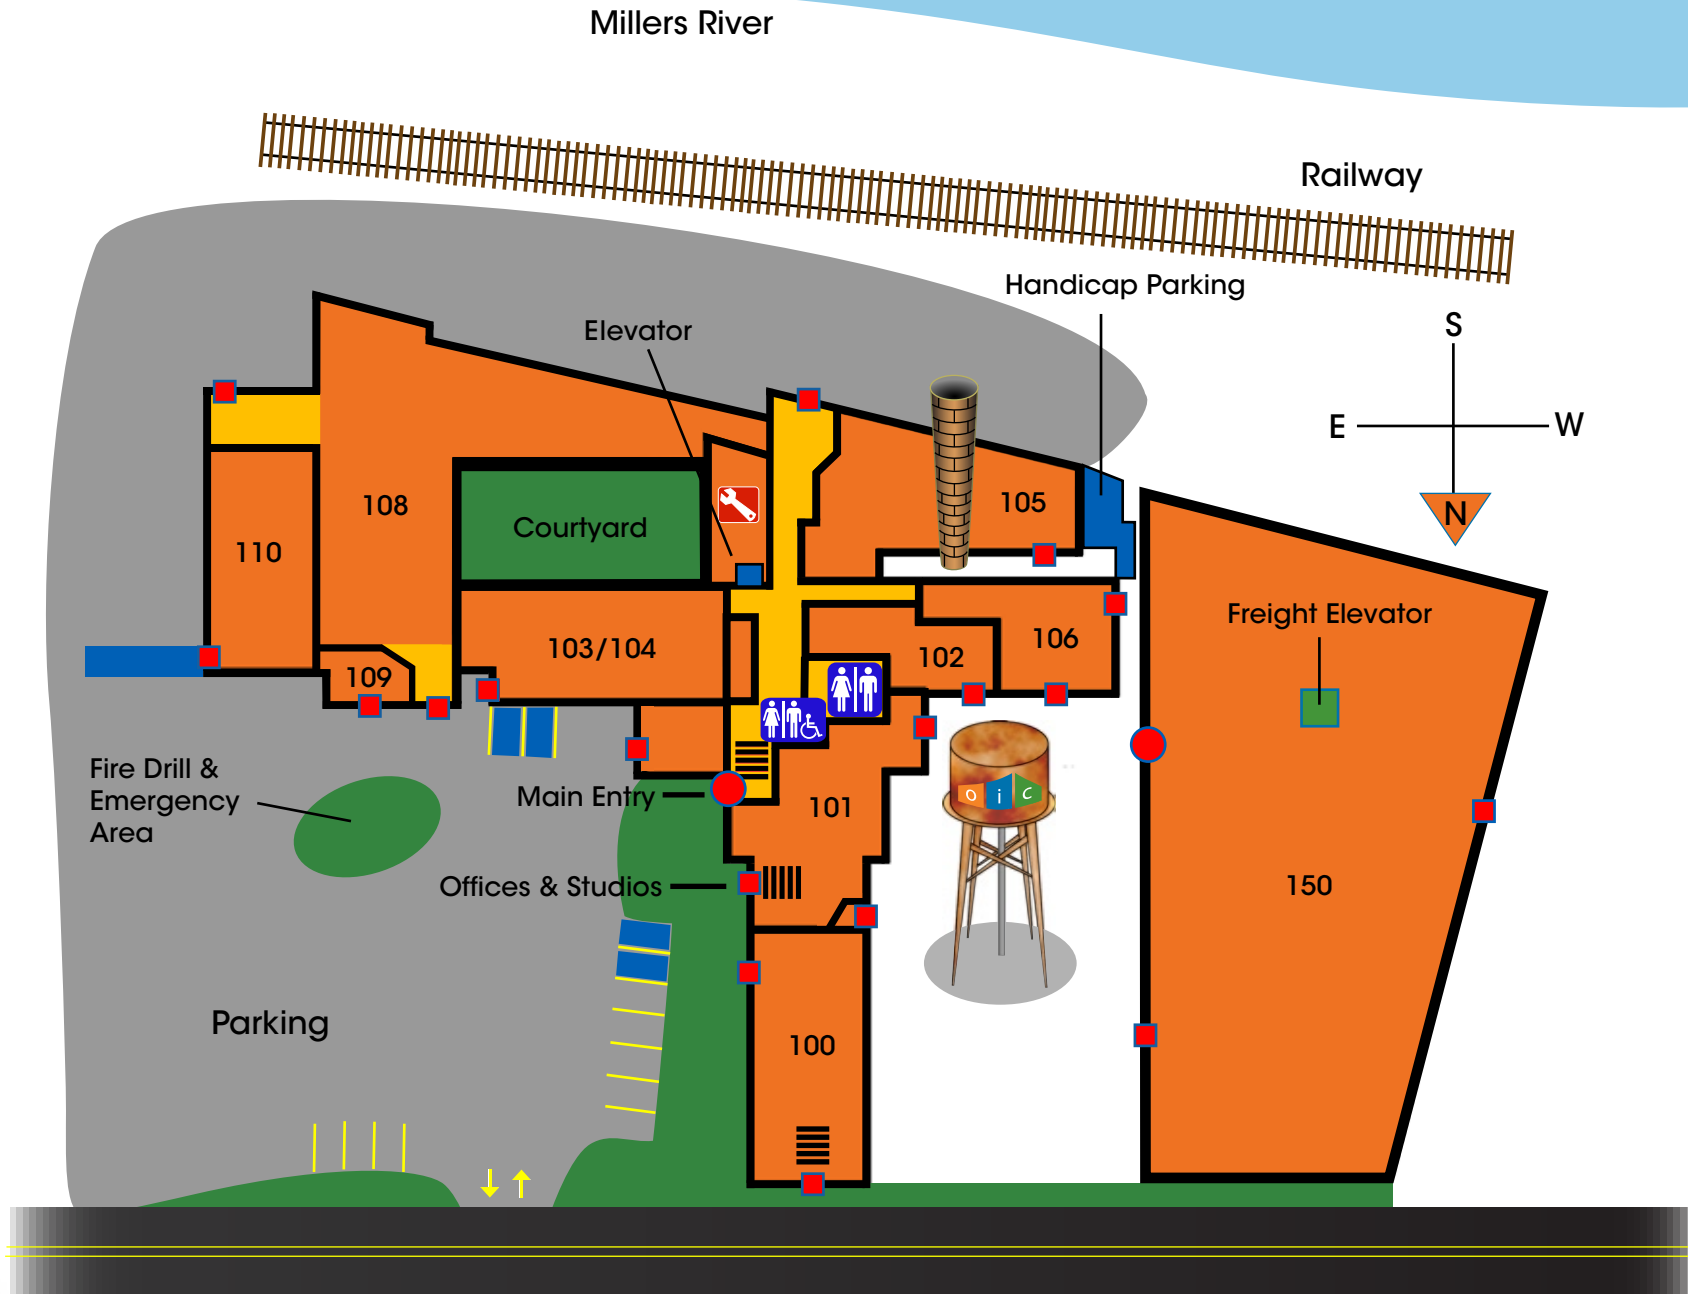 Millers River
Railway
Handicap Parking
S
Elevator
E
W
108
105
N
Courtyard
110
Freight Elevator
103/104
106
102
109
Fire Drill &
Emergency
Area
Main Entry
o i C
101
Offices & Studios
150
Parking
100